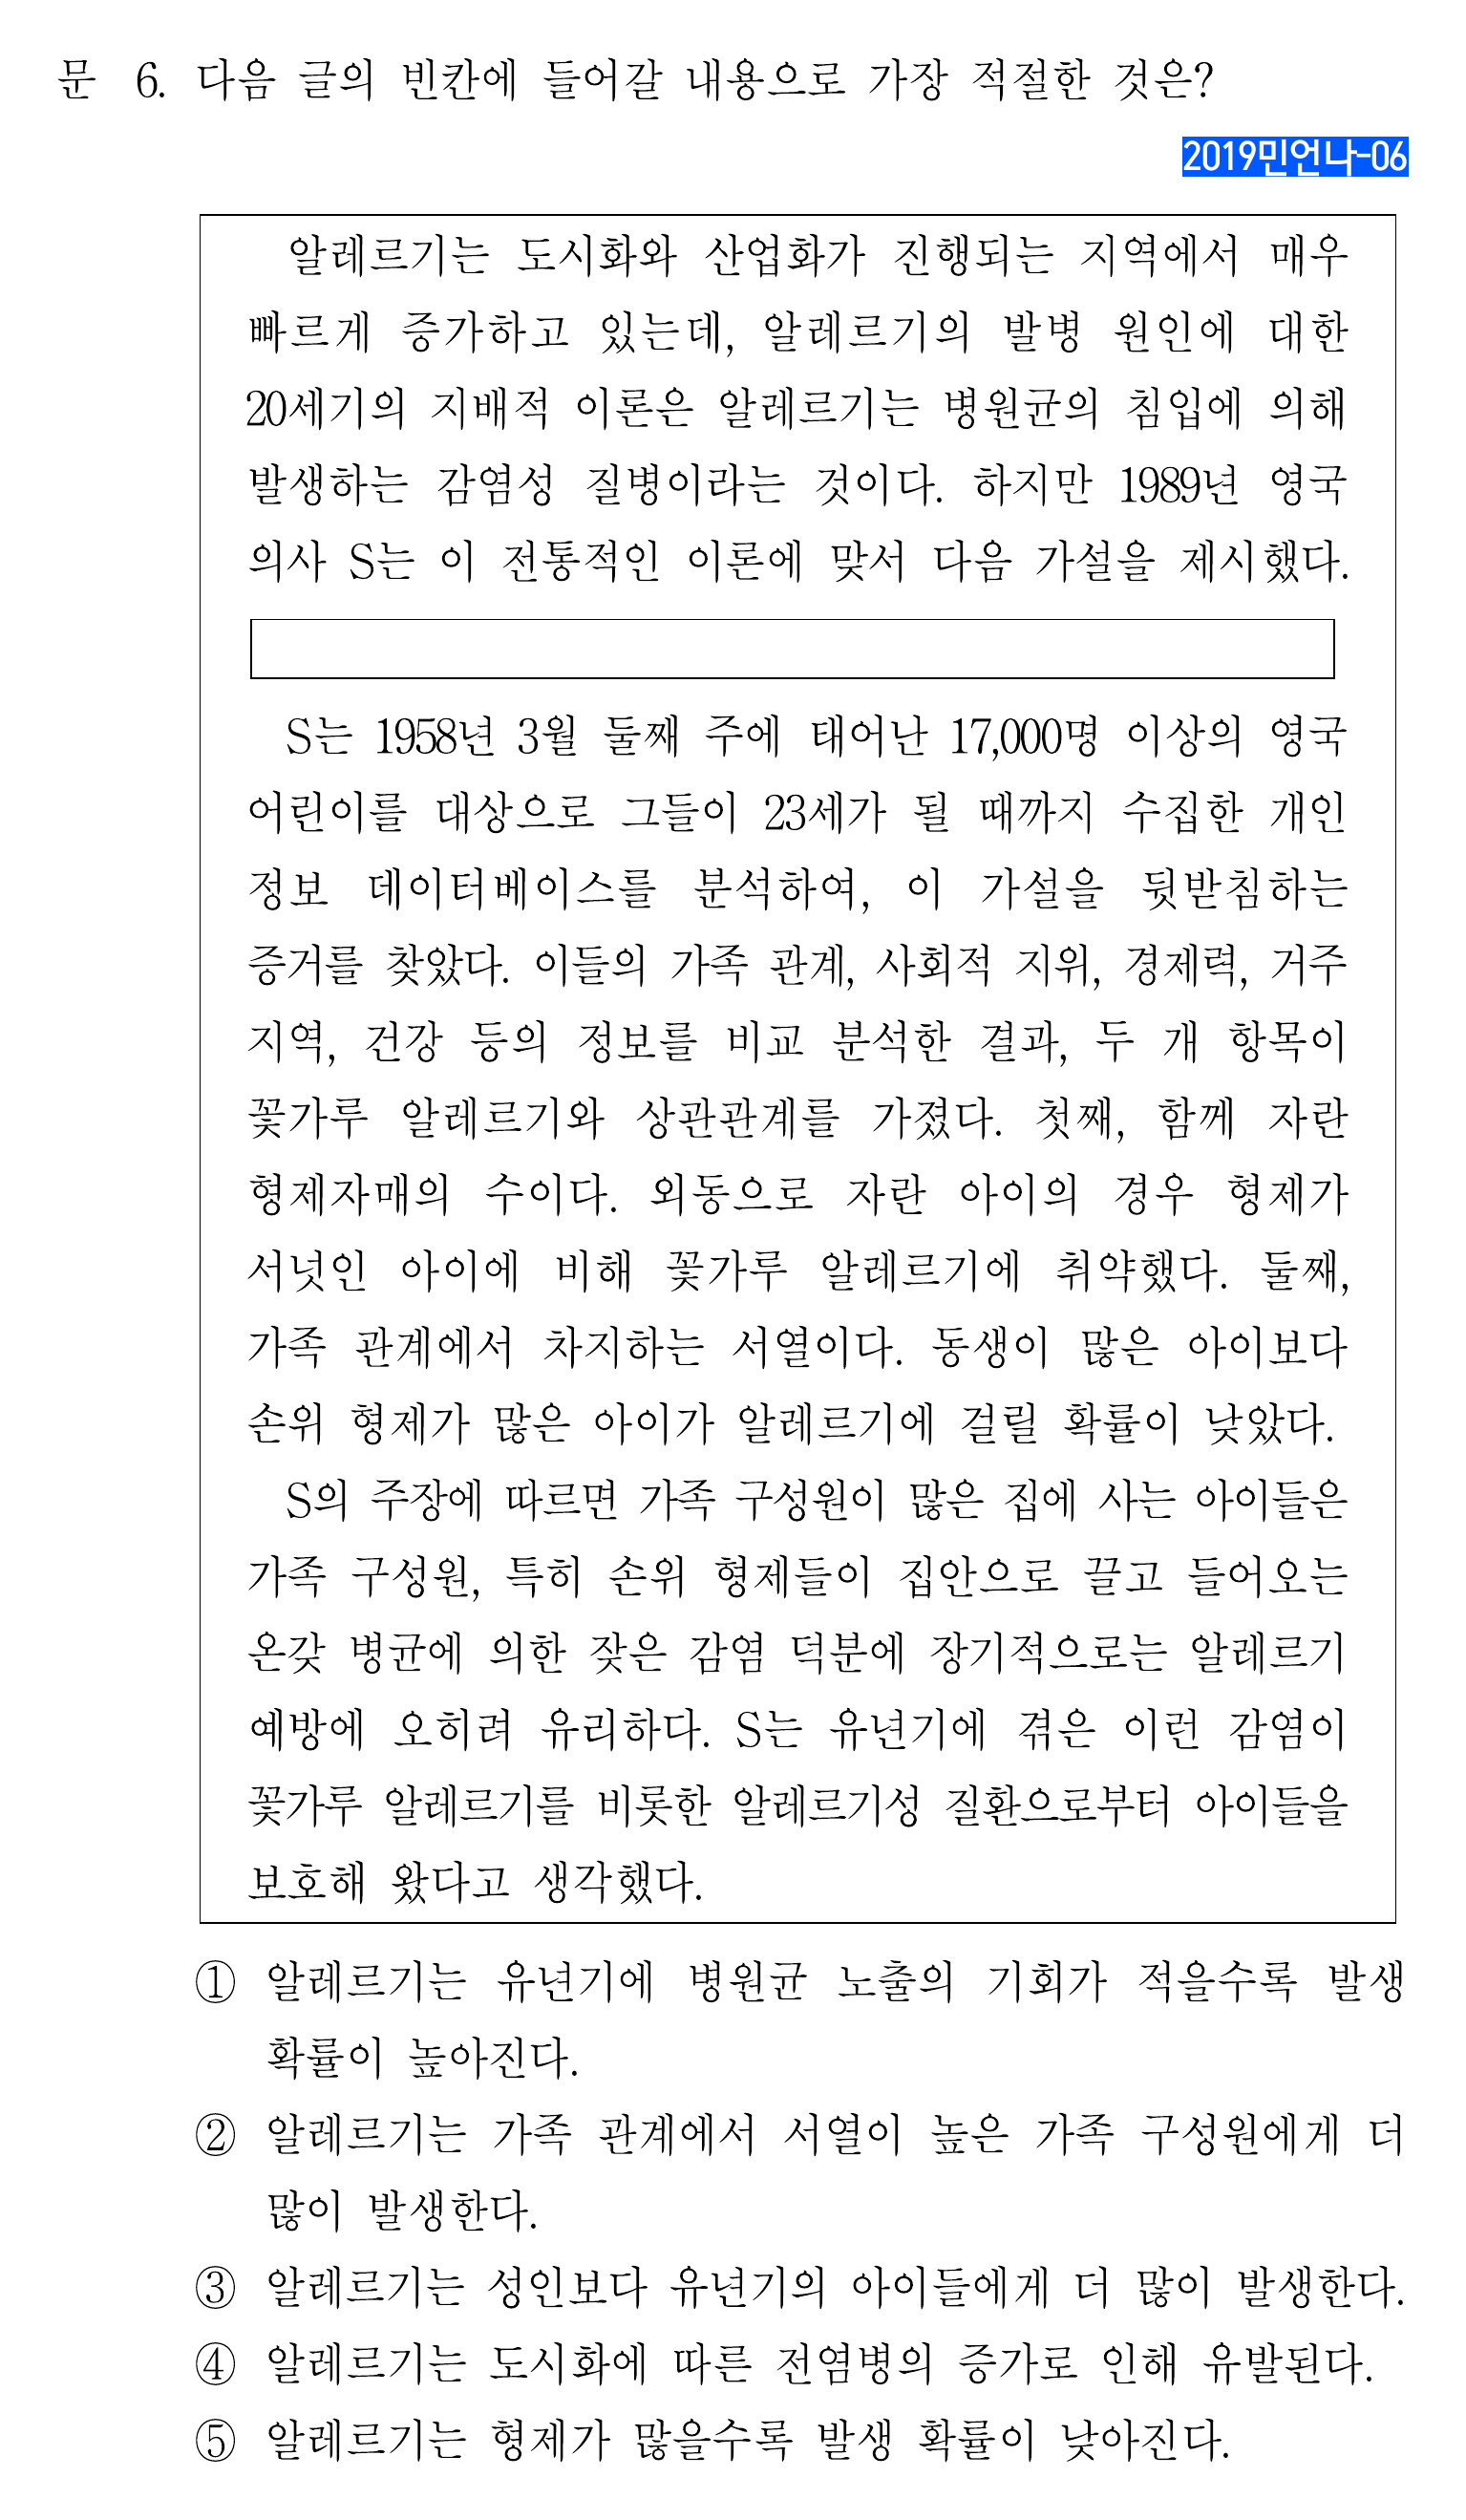 문 6. 다음 글의 빈칸에 들어갈 내용으로 가장 적절한 것은?
2019민언나-06
알레르기는 도시화와 산업화가 진행되는 지역에서 매우
빠르게 증가하고 있는데, 알레르기의 발병 원인에 대한
20세기의 지배적 이론은 알레르기는 병원균의 침입에 의해
발생하는 감염성 질병이라는 것이다. 하지만 1989년 영국
의사 S는 이 전통적인 이론에 맞서 다음 가설을 제시했다.
S는 1958년 3월 둘째 주에 태어난 17,000명 이상의 영국
어린이를 대상으로 그들이 23세가 될 때까지 수집한 개인
정보 데이터베이스를 분석하여, 이 가설을 뒷받침하는
증거를 찾았다. 이들의 가족 관계, 사회적 지위, 경제력, 거주
지역, 건강 등의 정보를 비교 분석한 결과, 두 개 항목이
꽃가루 알레르기와 상관관계를 가졌다. 첫째, 함께 자란
형제자매의 수이다. 외동으로 자란 아이의 경우 형제가
서넛인 아이에 비해 꽃가루 알레르기에 취약했다. 둘째,
가족 관계에서 차지하는 서열이다. 동생이 많은 아이보다
손위 형제가 많은 아이가 알레르기에 걸릴 확률이 낮았다.
S의 주장에 따르면 가족 구성원이 많은 집에 사는 아이들은
가족 구성원, 특히 손위 형제들이 집안으로 끌고 들어오는
온갖 병균에 의한 잦은 감염 덕분에 장기적으로는 알레르기
예방에 오히려 유리하다. S는 유년기에 겪은 이런 감염이
꽃가루 알레르기를 비롯한 알레르기성 질환으로부터 아이들을
보호해 왔다고 생각했다.
① 알레르기는 유년기에 병원균 노출의 기회가 적을수록 발생
확률이 높아진다.
② 알레르기는 가족 관계에서 서열이 높은 가족 구성원에게 더
많이 발생한다.
③ 알레르기는 성인보다 유년기의 아이들에게 더 많이 발생한다.
④ 알레르기는 도시화에 따른 전염병의 증가로 인해 유발된다.
⑤ 알레르기는 형제가 많을수록 발생 확률이 낮아진다.